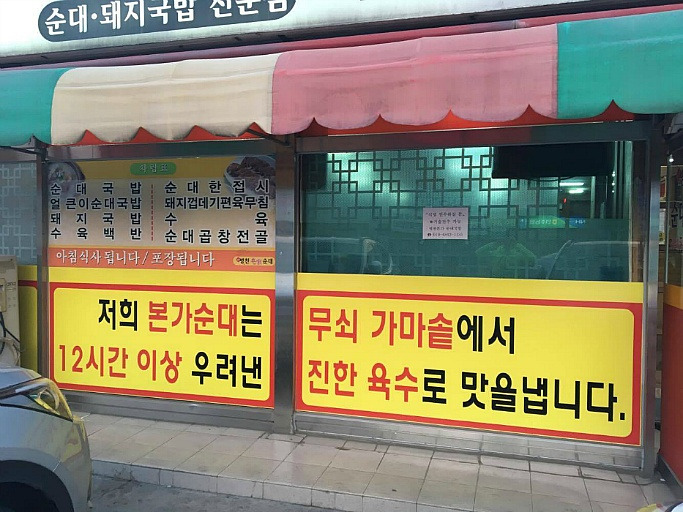 순대·돼지국밥 전문점
차림표
순대국밥 순대한접시
얼큰이순대국밥 돼지껍데기편육무침
돼지국밥 수육
수육백반 순대곱창전골
아침식사됩니다 / 포장됩니다
저희 본가순대는
12시간 이상 우려낸
무쇠 가마솥에서
진한 육수로 맛을냅니다.